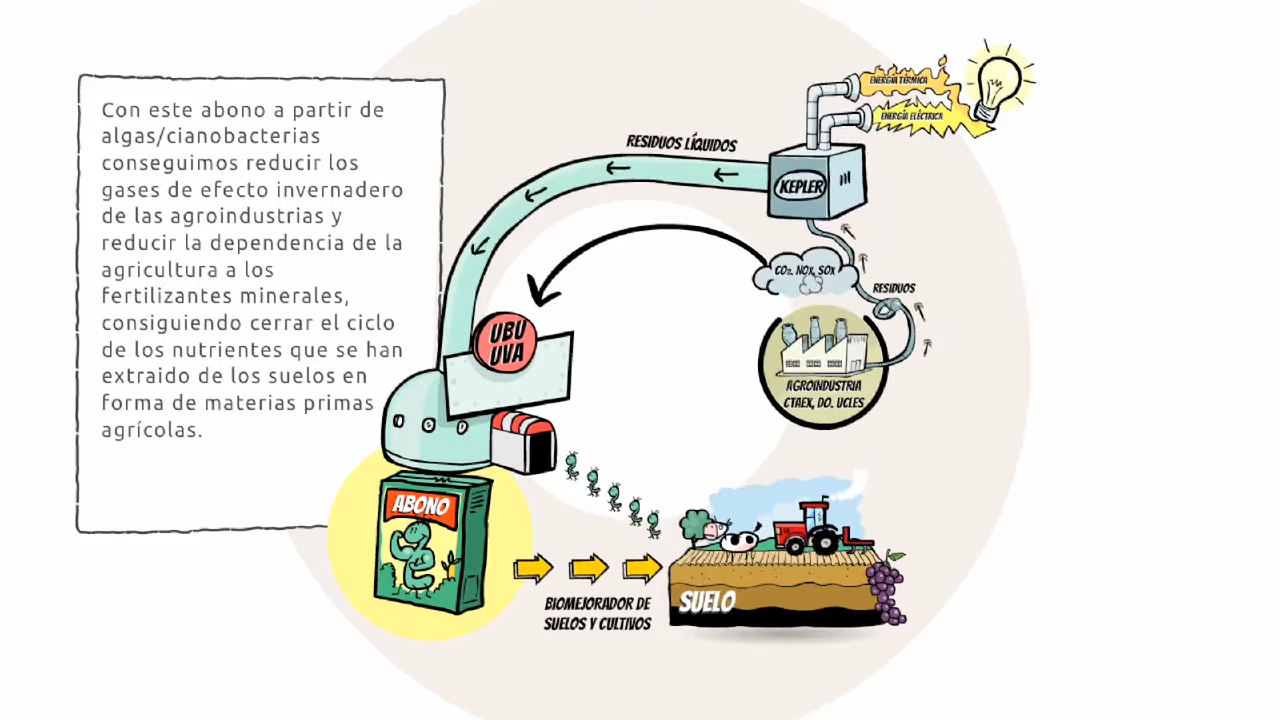 Con este abono a partir de
algas/cianobacterias
conseguimos reducir los
gases de efecto invernadero
de las agroindustrias y
reducir la dependencia de la
agricultura a los
fertilizantes minerales,
consiguiendo cerrar el ciclo
de los nutrientes que se han
extraido de los suelos en
forma de materias primas
agrícolas.
ENERGÍA TÉRMICA
ENERGÍA ELÉCTRICA
RESIDUOS LÍQUIDOS
KEPLER
CO₂, NOX, SOX
RESIDUOS
UBU
UVA
AGROINDUSTRIA
CTAEX, DO. UCLES
ABONO
BIOMEJORADOR DE
SUELOS Y CULTIVOS
SUELO